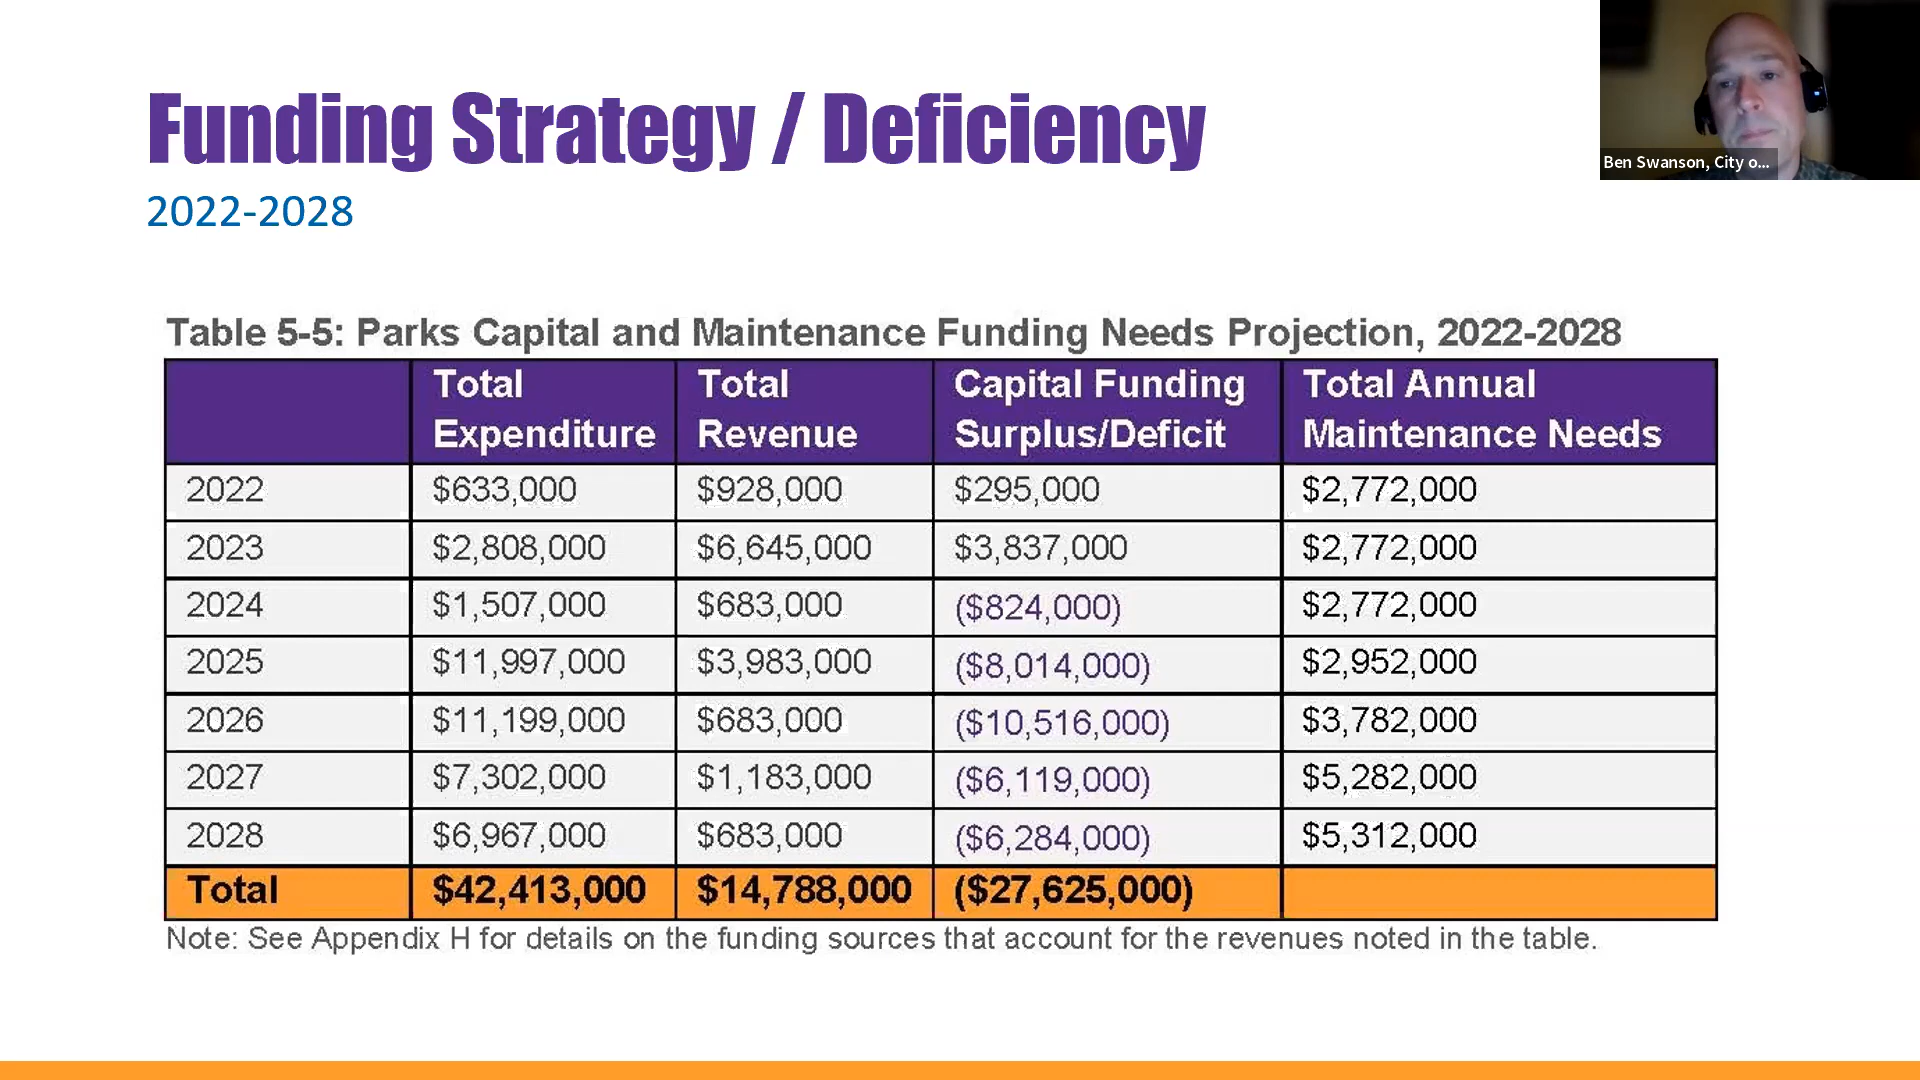 Funding Strategy / Deficiency
2022-2028
Ben Swanson, City o...
Table 5-5: Parks Capital and Maintenance Funding Needs Projection, 2022-2028
Total Expenditure Total Revenue Capital Funding Surplus/Deficit Total Annual Maintenance Needs
2022 $633,000 $928,000 $295,000 $2,772,000
2023 $2,808,000 $6,645,000 $3,837,000 $2,772,000
2024 $1,507,000 $683,000 ($824,000) $2,772,000
2025 $11,997,000 $3,983,000 ($8,014,000) $2,952,000
2026 $11,199,000 $683,000 ($10,516,000) $3,782,000
2027 $7,302,000 $1,183,000 ($6,119,000) $5,282,000
2028 $6,967,000 $683,000 ($6,284,000) $5,312,000
Total $42,413,000 $14,788,000 ($27,625,000)
Note: See Appendix H for details on the funding sources that account for the revenues noted in the table.